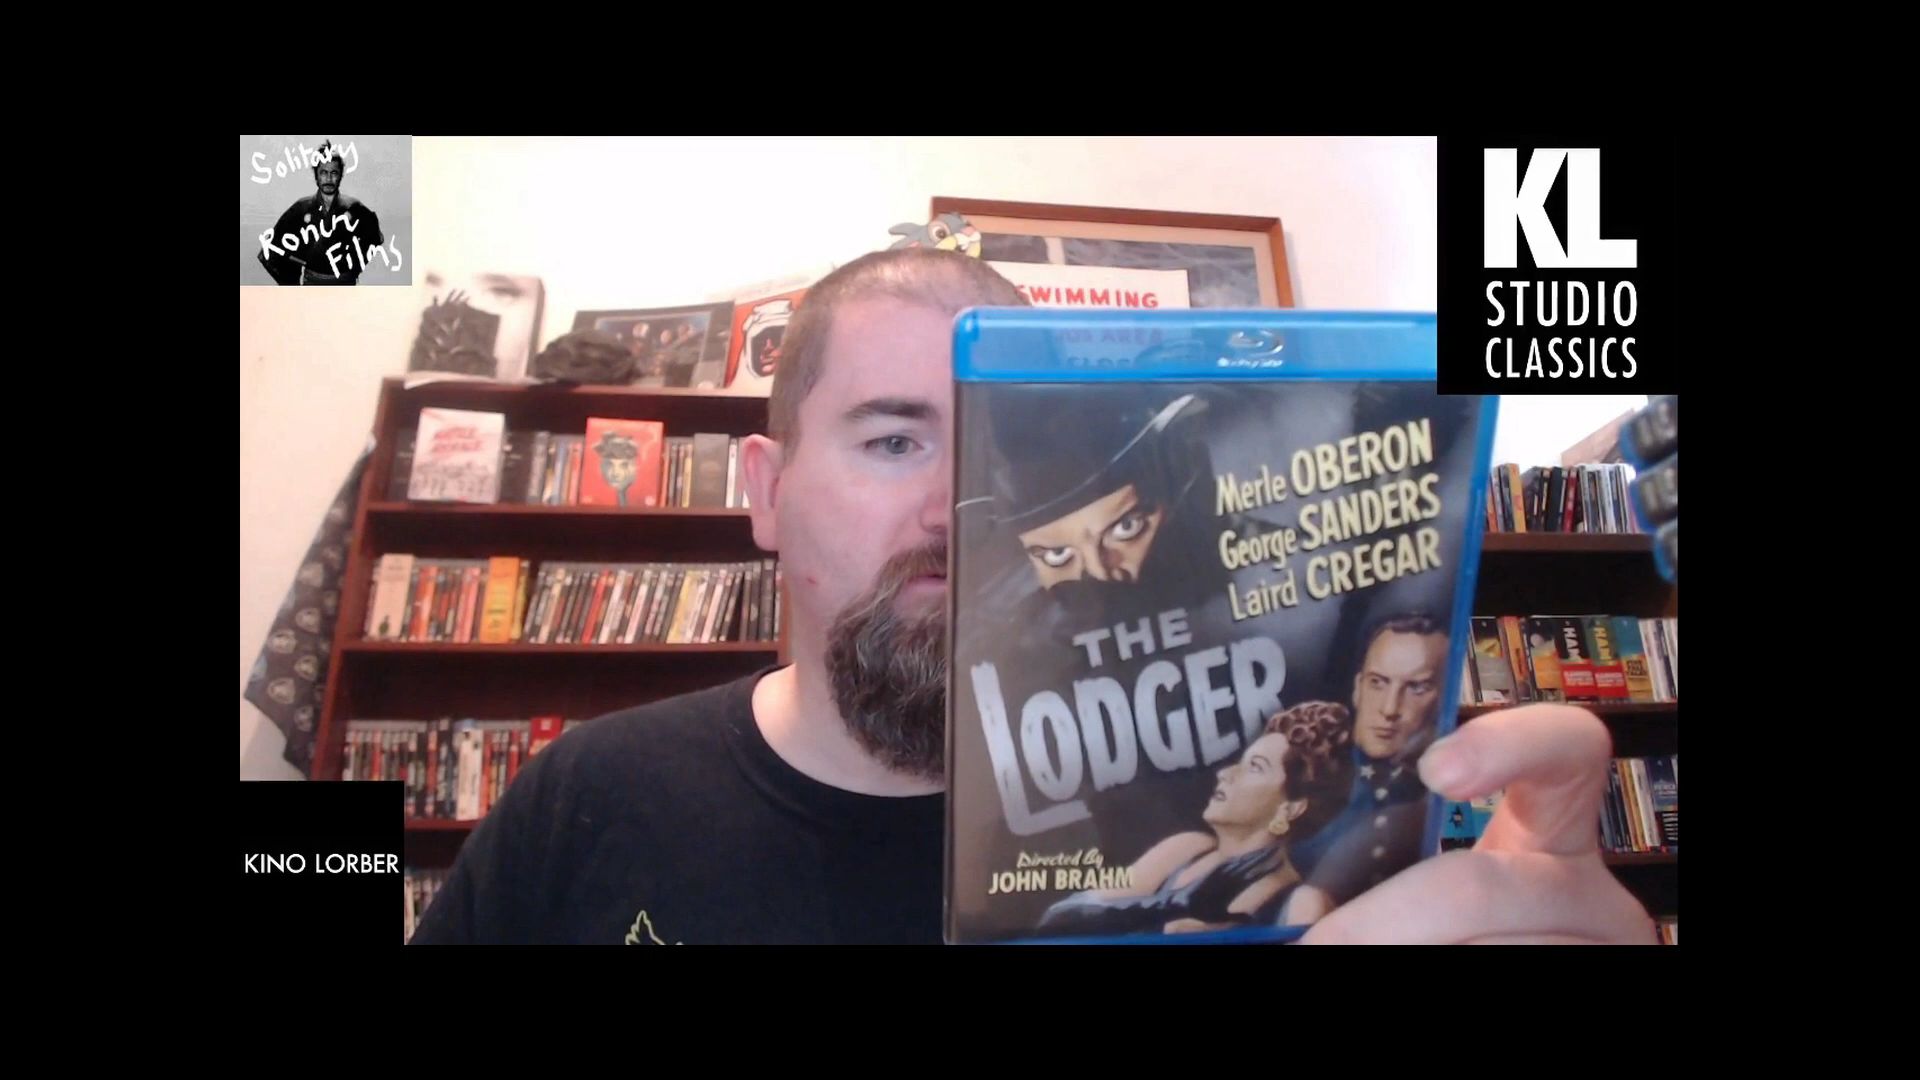 Solitary
Ronin
Films
KL
STUDIO
CLASSICS
SWIMMING
Merle OBERON
George SANDERS
Laird CREGAR
THE
LODGER
Directed By
JOHN BRAHM
KINO LORBER